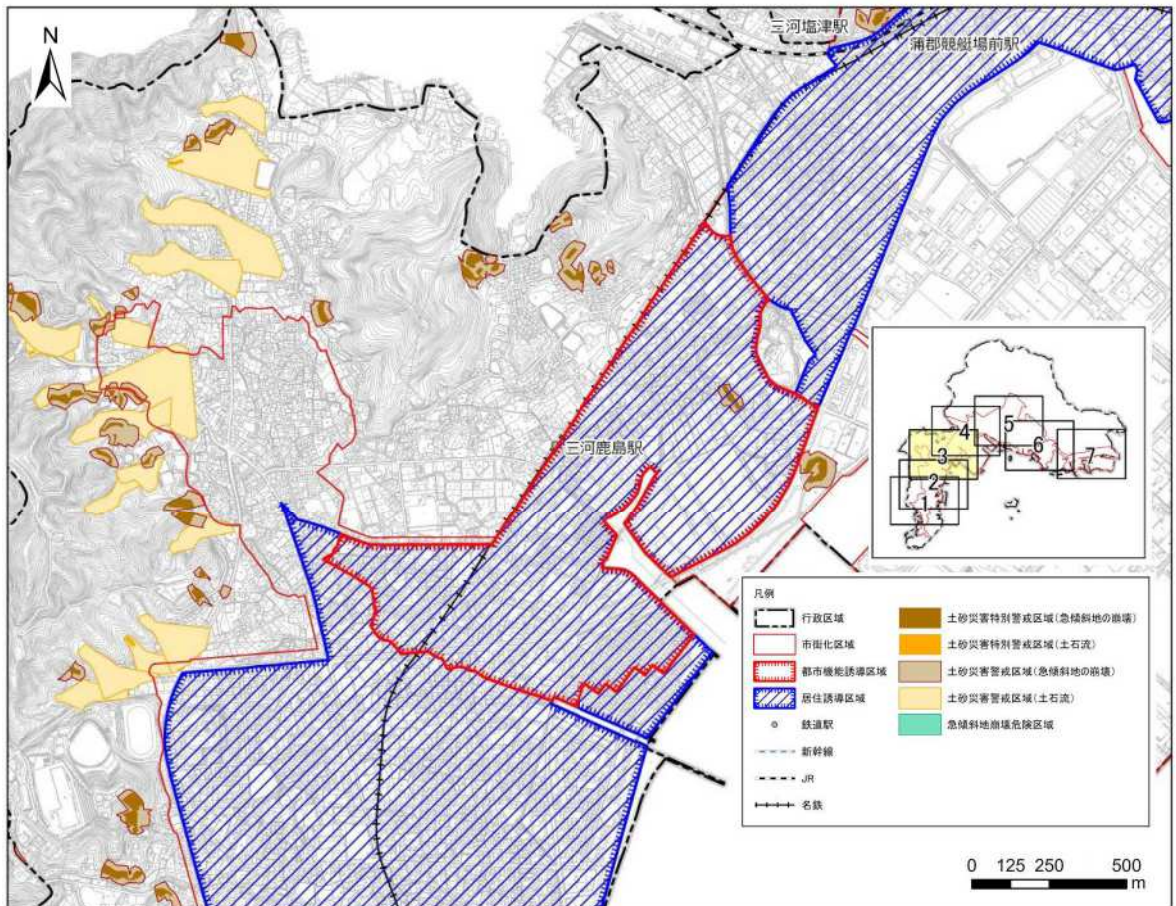 N
三河塩津駅
蒲郡競艇場前駅
三河鹿島駅
5
4
6
3
7
2
1
凡例
行政区域
市街化区域
都市機能誘導区域
居住誘導区域
鉄道駅
新幹線
JR
名鉄
土砂災害特別警戒区域(急傾斜地の崩壊)
土砂災害特別警戒区域(土石流)
土砂災害警戒区域(急傾斜地の崩壊)
土砂災害警戒区域(土石流)
急傾斜地崩壊危険区域
0 125 250 500
m